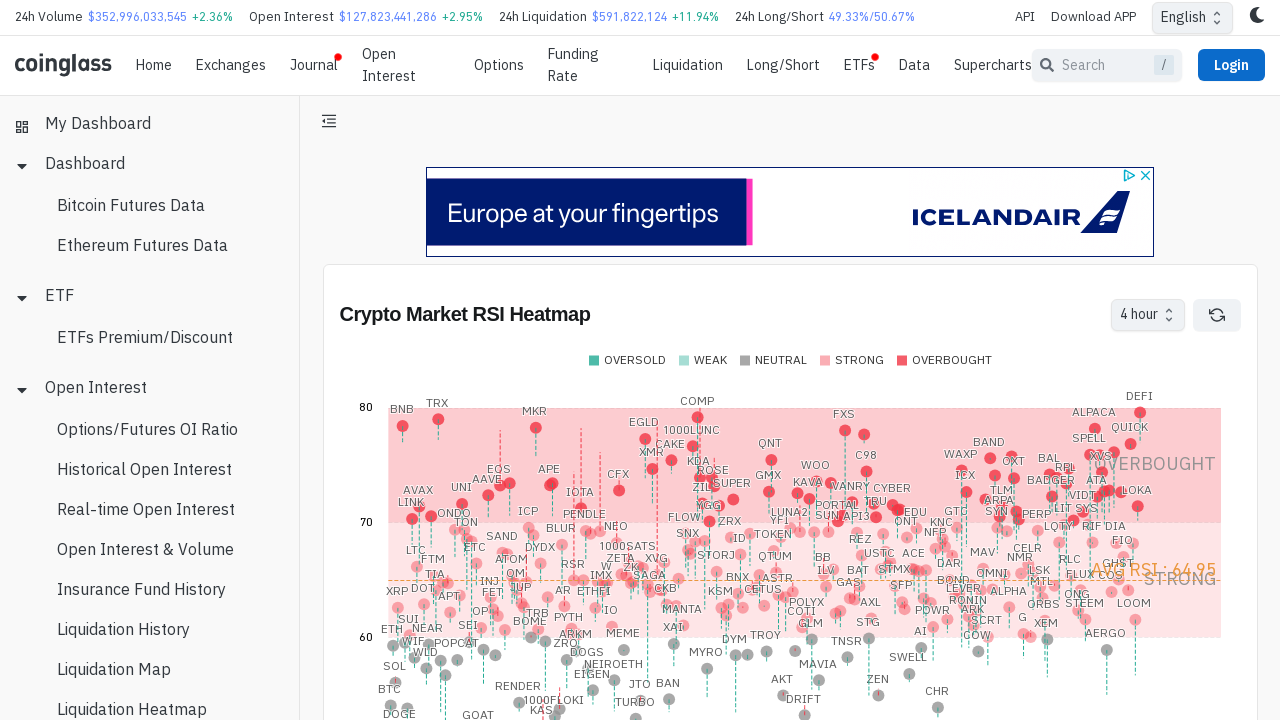 24h Volume $352,996,033,545 +2.36% Open Interest $127,823,441,286 +2.95% 24h Liquidation $591,822,124 +11.94% 24h Long/Short 49.33%/50.67% API Download APP English
coinglass Home Exchanges Journal Open Interest Options Funding Rate Liquidation Long/Short ETFs Data Supercharts Search / Login
My Dashboard
Dashboard
Bitcoin Futures Data
Ethereum Futures Data
ETF
ETFs Premium/Discount
Open Interest
Options/Futures OI Ratio
Historical Open Interest
Real-time Open Interest
Open Interest & Volume
Insurance Fund History
Liquidation History
Liquidation Map
Liquidation Heatmap
Europe at your fingertips
ICELANDAIR
Crypto Market RSI Heatmap
4 hour
OVERSOLD WEAK NEUTRAL STRONG OVERBOUGHT
80
70
BNB TRX MKR COMP DEFI
EGLD 1000LUNC FXS ALPACA
CAKE QNT BAND SPELL QUICK
XMR KDA C98 WAXP BAL XVS
OVERBOUGHT
EOS APE CFX ROSE GMX WOO ICX OXT RPL
UNI AAVE ZIL SUPER KAVA VANRY CYBER TLM BADGER ATA
AVAX IOTA YGG PORTAL TRU ARPA VIDT LOKA
LINK ONDO ICP PENDLE LUNA2 SUN API3 EDU GTC SYN PERP LIT SYS
TON BLUR NEO FLOW ZRX YFI QNT KNC LQTY RIF DIA
SAND SNX ID TOKEN REZ NFP FIO
LTC ETC DYDX 1000SATS STORJ QTUM BB USTC ACE MAV CELR
FTM ATOM RSR ZETA XVG ILV BAT DAR NMR RLC GHST
AVG RSI : 64.95
TIA OM IMX ZK SAGA BNX ASTR STMX OMNI LSK FLUX COS
STRONG
XRP DOT INJ FET JUP AR ETHFI CKB KSM CETUS GAS SFP BOND LEVER ALPHA MTL ONG
APT OP TRB IO MANTA POLYX AXL RONIN ORBS STEEM LOOM
SUI BOME PYTH COTI POWR ARK
ETH NEAR SEI ARKM MEME XAI GLM STG AI SCRT G XEM
WIF POPCAT ZRO DYM TROY TNSR COW AERGO
WLD DOGS MYRO SWELL
SOL NEIROETH MAVIA
EIGEN AKT ZEN
BTC RENDER JTO BAN CHR
1000FLOKI TURBO DRIFT
DOGE GOAT KAS